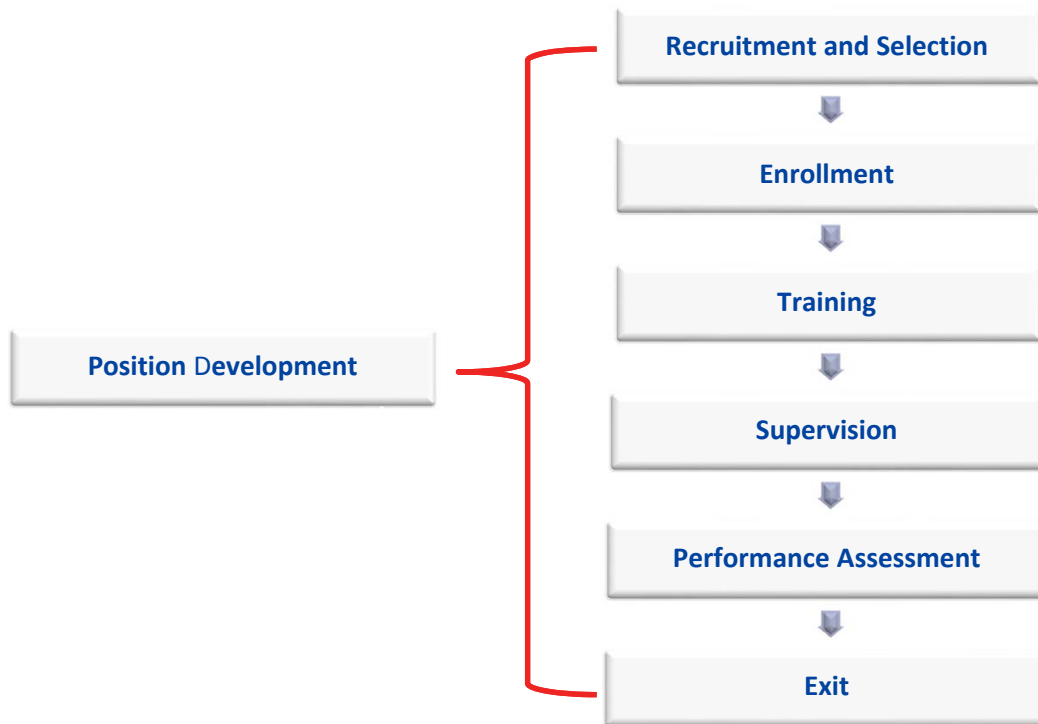 Recruitment and Selection
Enrollment
Training
Position Development
Supervision
Performance Assessment
Exit